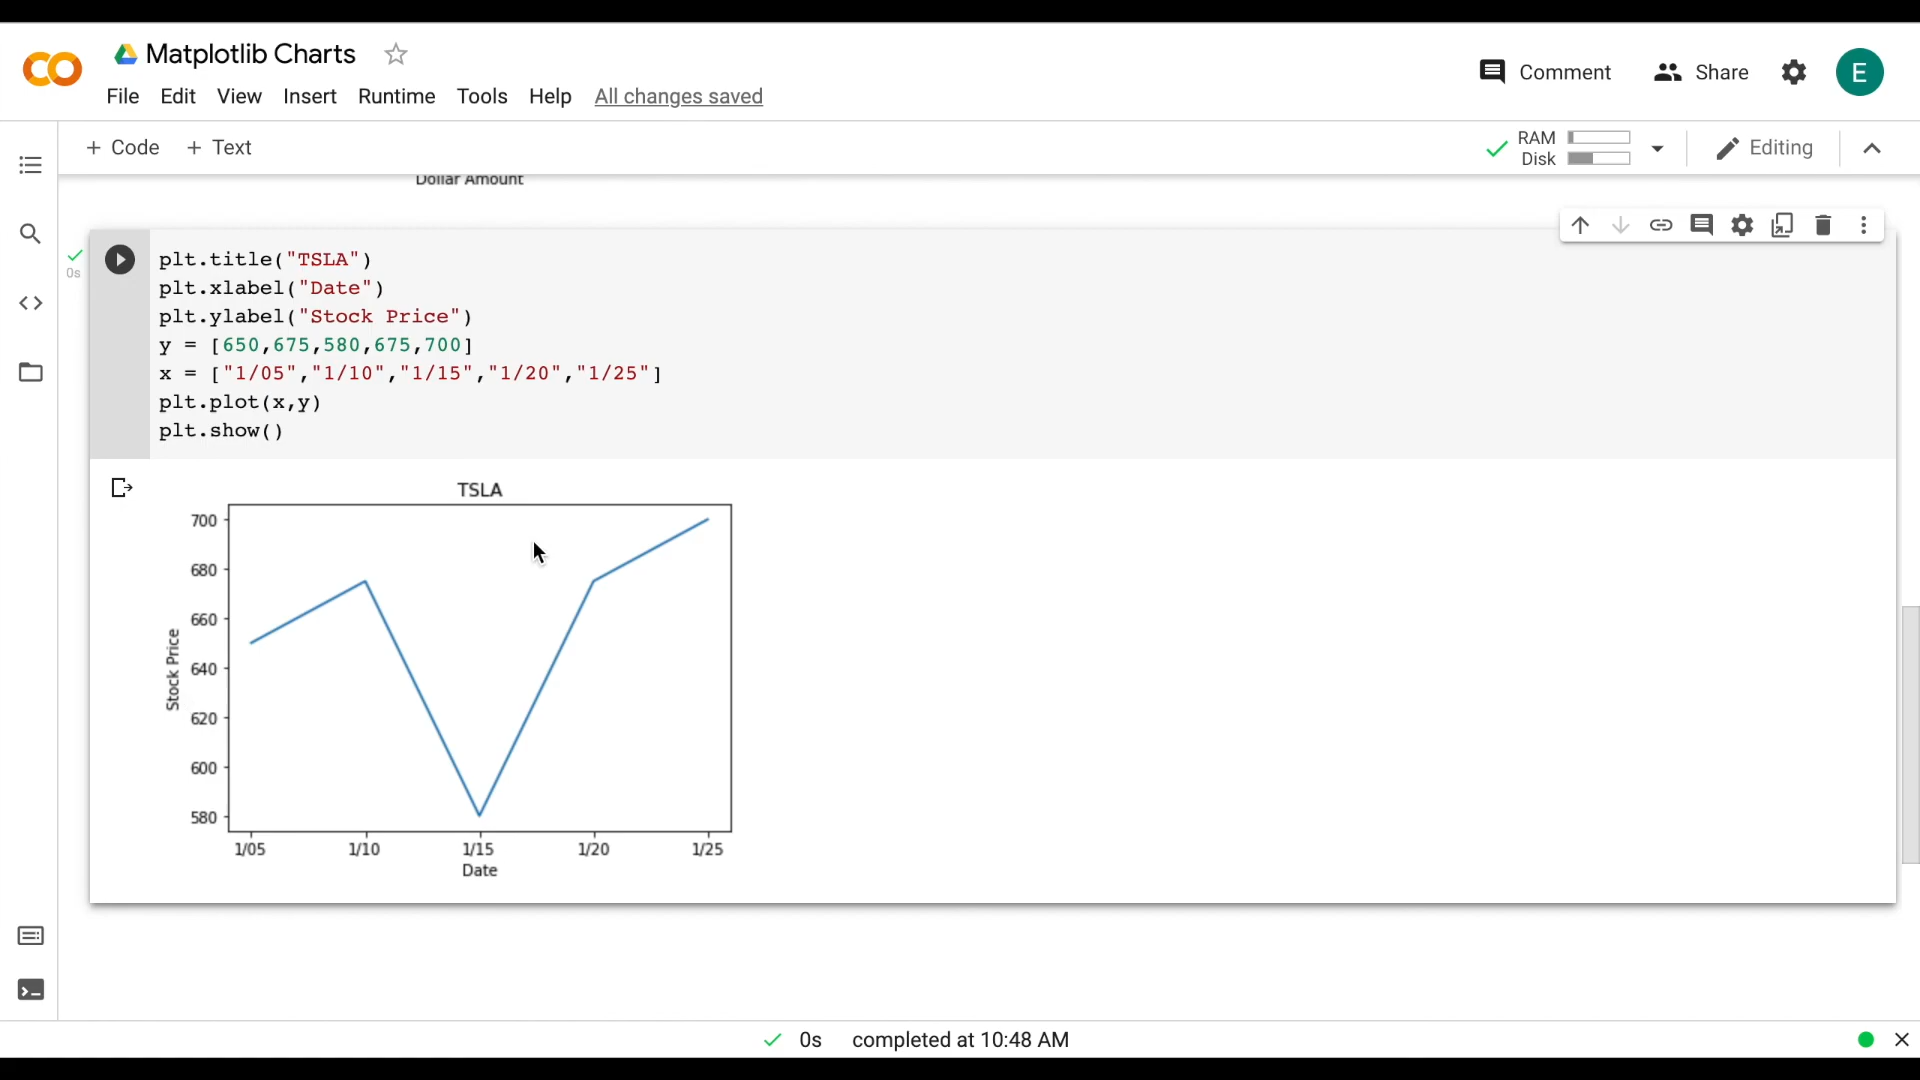 Matplotlib Charts
File Edit View Insert Runtime Tools Help All changes saved
Comment Share E
+ Code + Text
RAM
Disk
Editing
Dollar Amount
0s
plt.title("TSLA")
plt.xlabel("Date")
plt.ylabel("Stock Price")
y = [650,675,580,675,700]
x = ["1/05","1/10","1/15","1/20","1/25"]
plt.plot(x,y)
plt.show()
TSLA
700
680
660
640
620
600
580
Stock Price
1/05 1/10 1/15 1/20 1/25
Date
0s completed at 10:48 AM